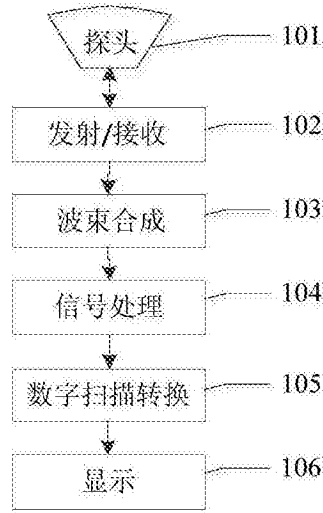 探头 101
发射/接收 102
波束合成 103
信号处理 104
数字扫描转换 105
显示 106